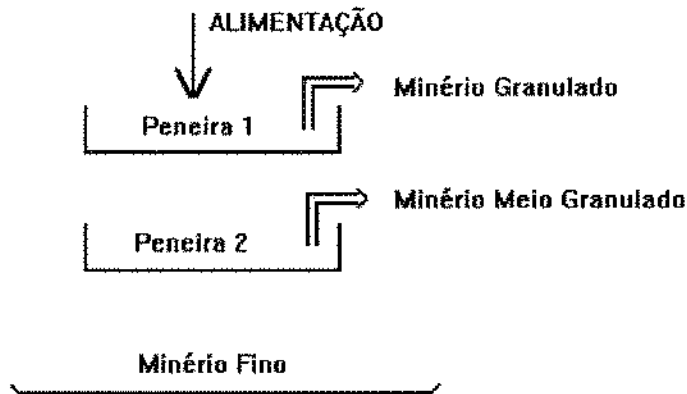 ALIMENTAÇÃO
Minério Granulado
Peneira 1
Minério Meio Granulado
Peneira 2
Minério Fino